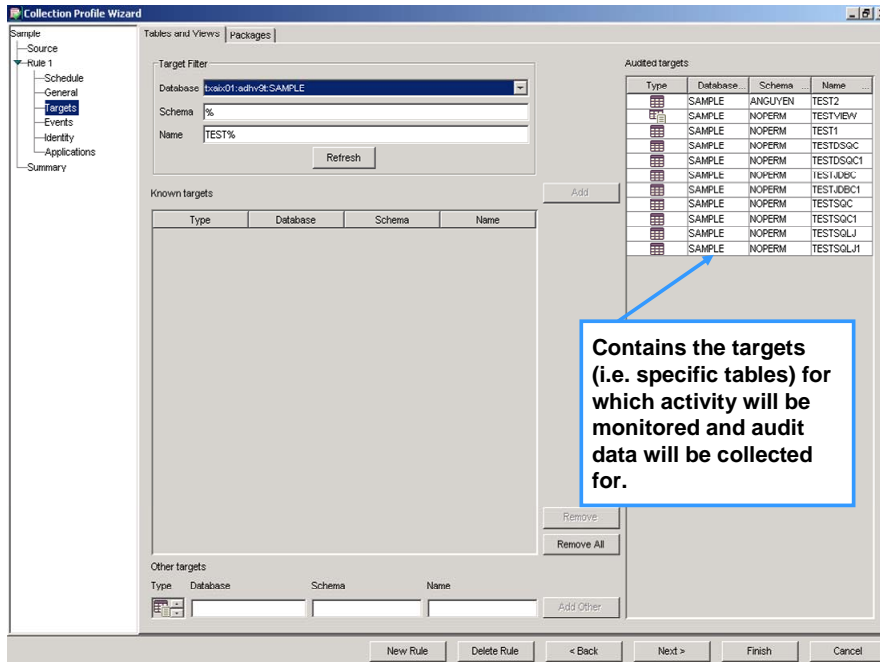 Collection Profile Wizard
Sample
Source
Rule 1
Schedule
General
Targets
Events
Identity
Applications
Summary
Tables and Views
Packages
Target Filter
Database txaix01:adhv9t:SAMPLE
Schema %
Name TEST%
Refresh
Known targets
Type Database Schema Name
Add
Remove
Remove All
Other targets
Type Database Schema Name
Add Other
Audited targets
Type Database... Schema ... Name ...
SAMPLE ANGUYEN TEST2
SAMPLE NOPERM TESTVIEW
SAMPLE NOPERM TEST1
SAMPLE NOPERM TESTDSQC
SAMPLE NOPERM TESTDSQC1
SAMPLE NOPERM TESTJDBC
SAMPLE NOPERM TESTJDBC1
SAMPLE NOPERM TESTSQC
SAMPLE NOPERM TESTSQC1
SAMPLE NOPERM TESTSQLJ
SAMPLE NOPERM TESTSQLJ1
Contains the targets
(i.e. specific tables) for
which activity will be
monitored and audit
data will be collected
for.
New Rule
Delete Rule
< Back
Next >
Finish
Cancel